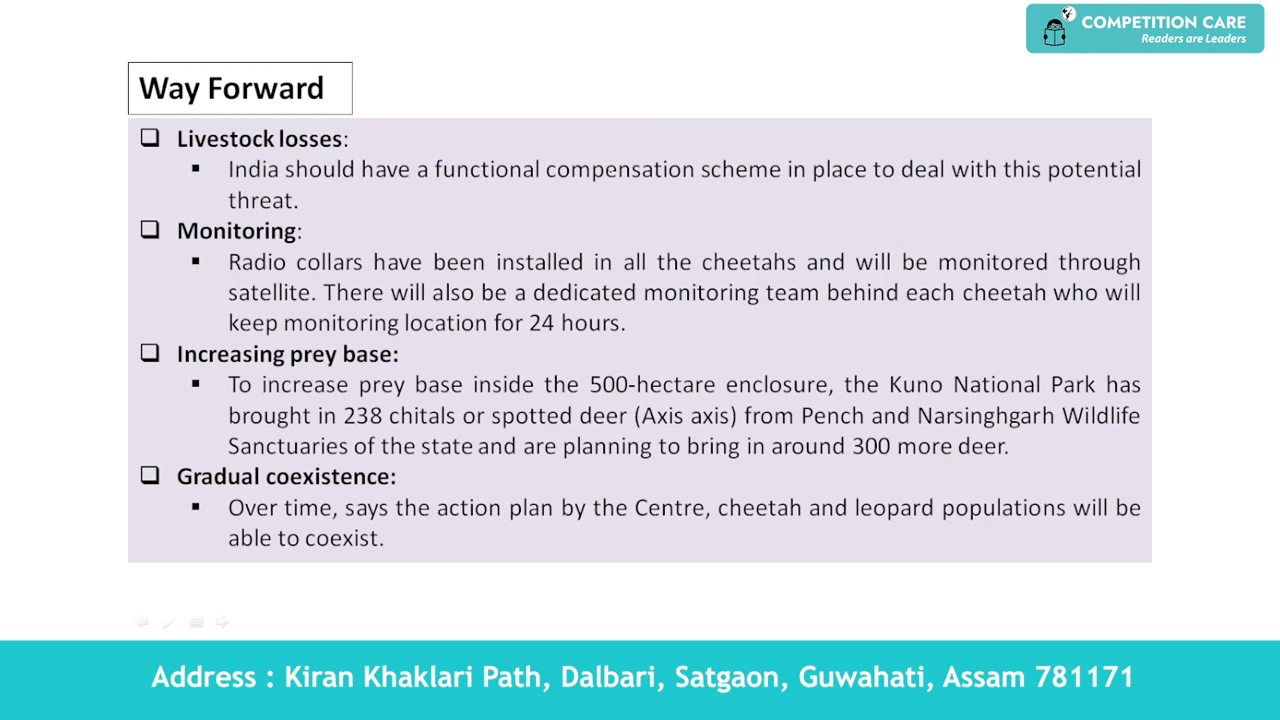 COMPETITION CARE
Readers are Leaders
Way Forward
❑ Livestock losses:
▪ India should have a functional compensation scheme in place to deal with this potential
threat.
❑ Monitoring:
▪ Radio collars have been installed in all the cheetahs and will be monitored through
satellite. There will also be a dedicated monitoring team behind each cheetah who will
keep monitoring location for 24 hours.
❑ Increasing prey base:
▪ To increase prey base inside the 500-hectare enclosure, the Kuno National Park has
brought in 238 chitals or spotted deer (Axis axis) from Pench and Narsinghgarh Wildlife
Sanctuaries of the state and are planning to bring in around 300 more deer.
❑ Gradual coexistence:
▪ Over time, says the action plan by the Centre, cheetah and leopard populations will be
able to coexist.
Address : Kiran Khaklari Path, Dalbari, Satgaon, Guwahati, Assam 781171